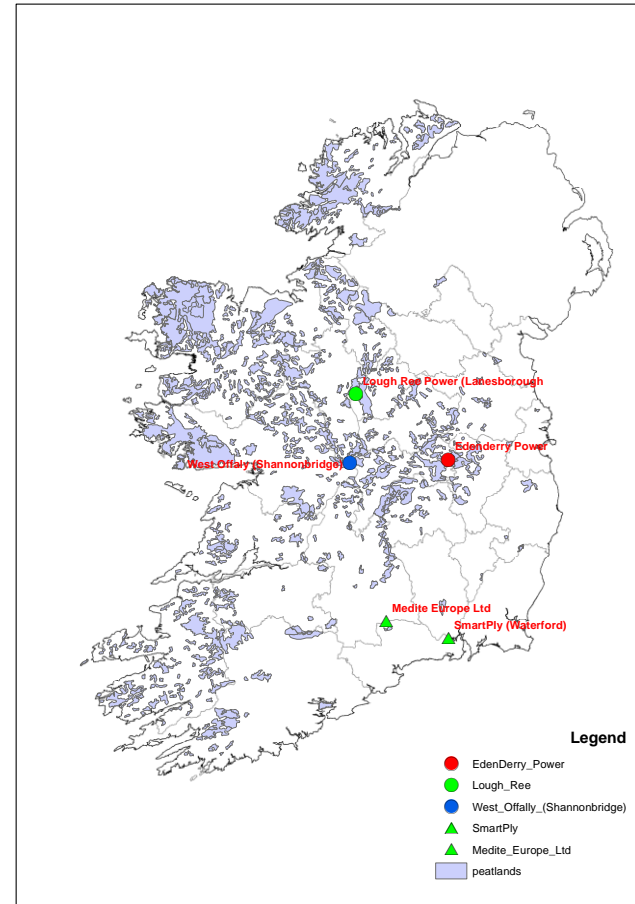 Lough Ree Power (Lanesborough
Edenderry Power
West Offaly (Shannonbridge)
Medite Europe Ltd
SmartPly (Waterford)
Legend
EdenDerry_Power
Lough_Ree
West_Offally_(Shannonbridge)
SmartPly
Medite_Europe_Ltd
peatlands